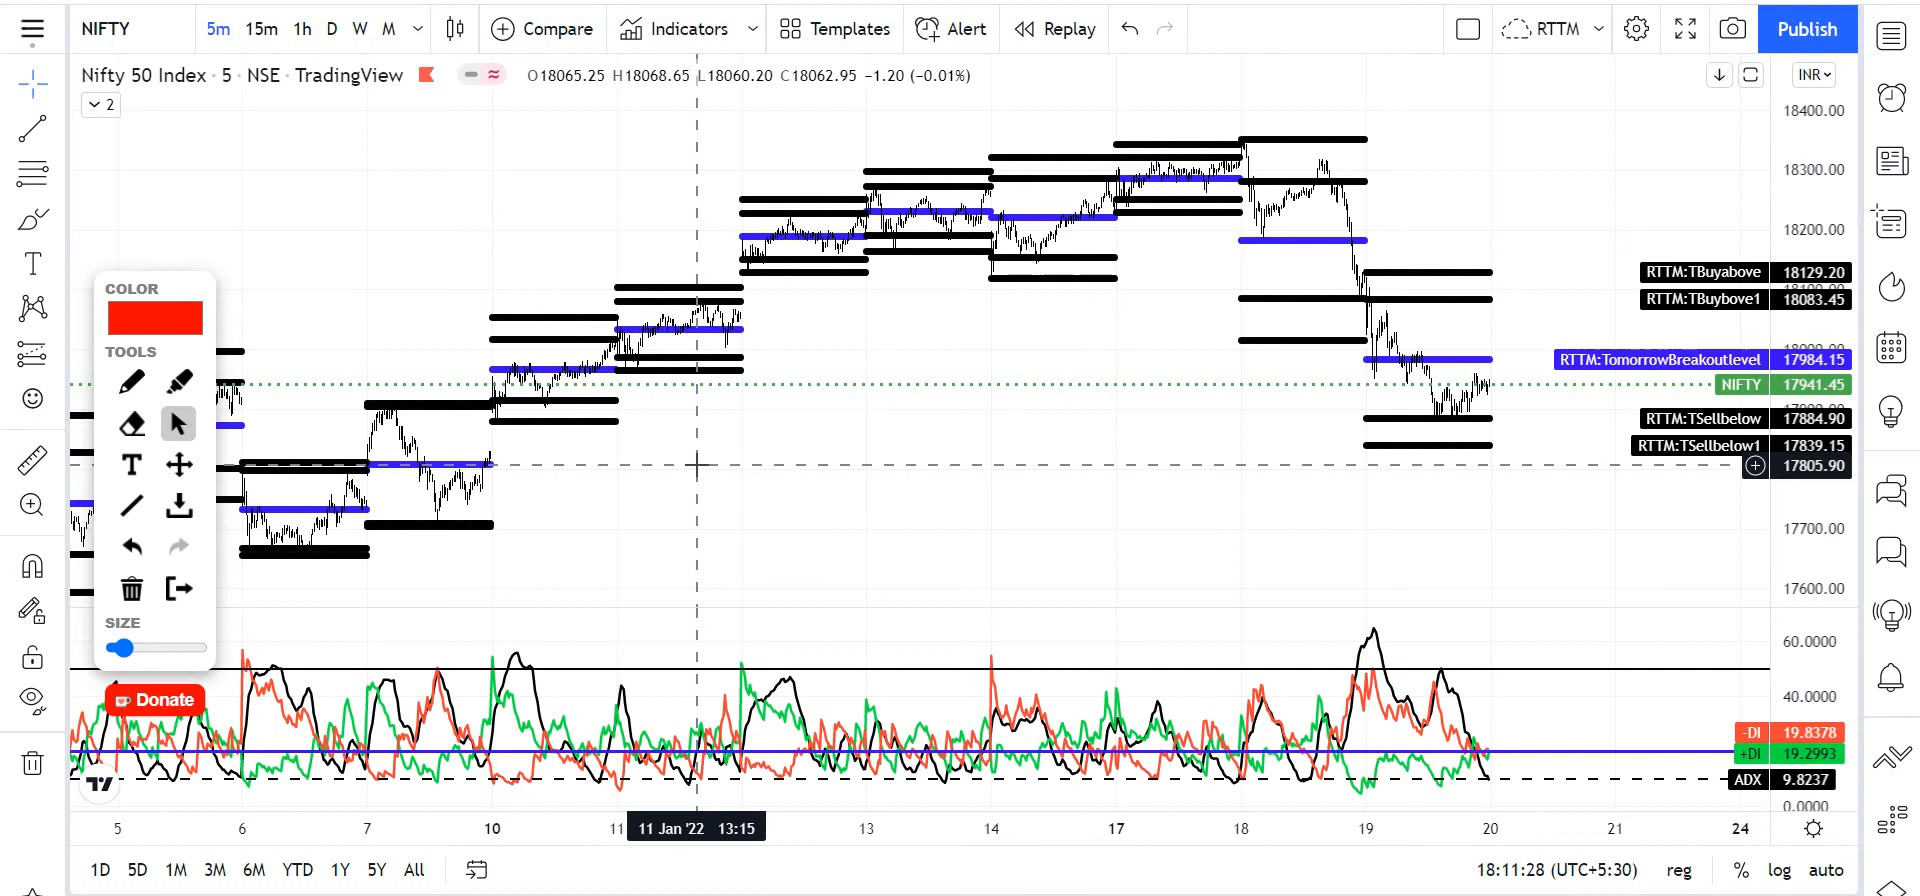 NIFTY 5m 15m 1h D W M Compare Indicators Templates Alert Replay RTTM Publish
Nifty 50 Index · 5 · NSE · TradingView O18065.25 H18068.65 L18060.20 C18062.95 −1.20 (−0.01%) INR
2
18400.00
18300.00
18200.00
RTTM:TBuyabove 18129.20
RTTM:TBuybove1 18083.45
RTTM:TomorrowBreakoutlevel 17984.15
NIFTY 17941.45
RTTM:TSellbelow 17884.90
RTTM:TSellbelow1 17839.15
17805.90
17700.00
17600.00
COLOR
TOOLS
T
SIZE
Donate
60.0000
40.0000
-DI 19.8378
+DI 19.2993
ADX 9.8237
0.0000
5 6 7 10 11 11 Jan '22 13:15 13 14 17 18 19 20 21 24
1D 5D 1M 3M 6M YTD 1Y 5Y All 18:11:28 (UTC+5:30) reg % log auto